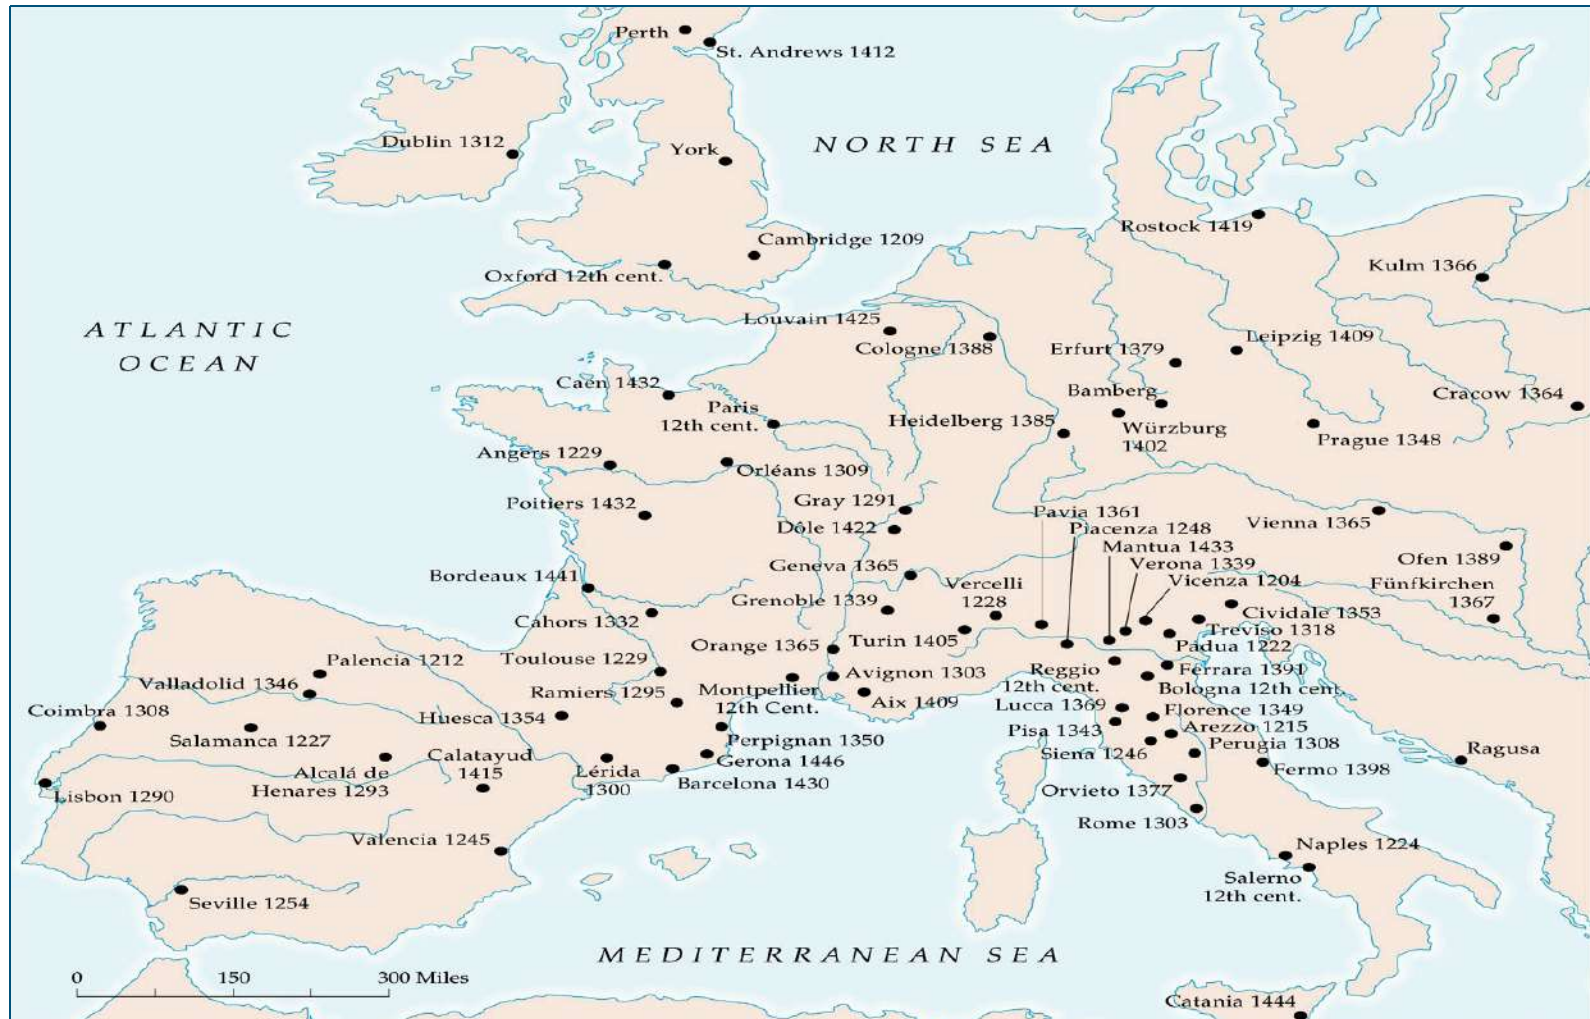 Perth
St. Andrews 1412
Dublin 1312
York
NORTH SEA
Rostock 1419
Cambridge 1209
Kulm 1366
Oxford 12th cent.
ATLANTIC
OCEAN
Louvain 1425
Cologne 1388
Erfurt 1379
Leipzig 1409
Caen 1432
Bamberg
Cracow 1364
Paris
12th cent.
Heidelberg 1385
Würzburg
1402
Prague 1348
Angers 1229
Orléans 1309
Poitiers 1432
Gray 1291
Pavia 1361
Piacenza 1248
Vienna 1365
Dôle 1422
Mantua 1433
Verona 1339
Ofen 1389
Geneva 1365
Vicenza 1204
Bordeaux 1441
Vercelli
1228
Fünfkirchen
1367
Grenoble 1339
Cividale 1353
Cahors 1332
Treviso 1318
Orange 1365
Turin 1405
Padua 1222
Palencia 1212
Toulouse 1229
Avignon 1303
Reggio
12th cent.
Ferrara 1391
Valladolid 1346
Ramiers 1295
Montpellier
12th Cent.
Aix 1409
Bologna 12th cent.
Coimbra 1308
Huesca 1354
Lucca 1369
Florence 1349
Salamanca 1227
Pisa 1343
Arezzo 1215
Perpignan 1350
Siena 1246
Perugia 1308
Ragusa
Calatayud
1415
Gerona 1446
Alcalá de
Henares 1293
Lérida
1300
Barcelona 1430
Fermo 1398
Lisbon 1290
Orvieto 1377
Rome 1303
Valencia 1245
Naples 1224
Salerno
12th cent.
Seville 1254
MEDITERRANEAN SEA
0 150 300 Miles
Catania 1444